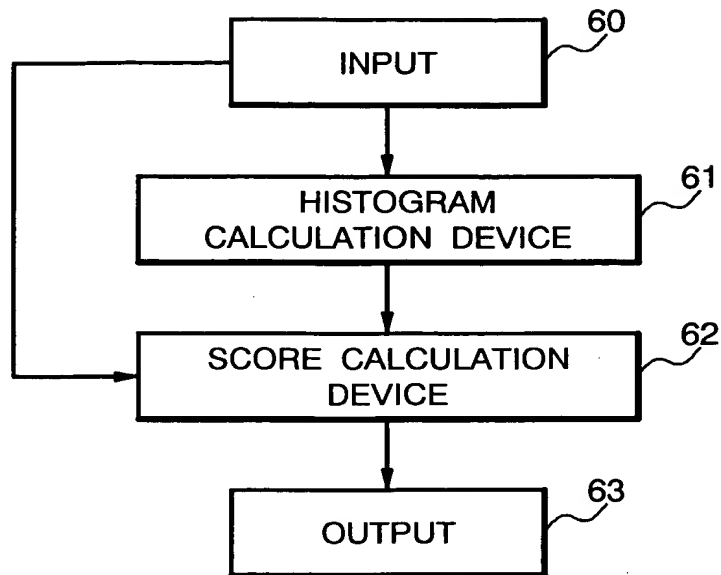 60
INPUT
61
HISTOGRAM
CALCULATION DEVICE
62
SCORE CALCULATION
DEVICE
63
OUTPUT